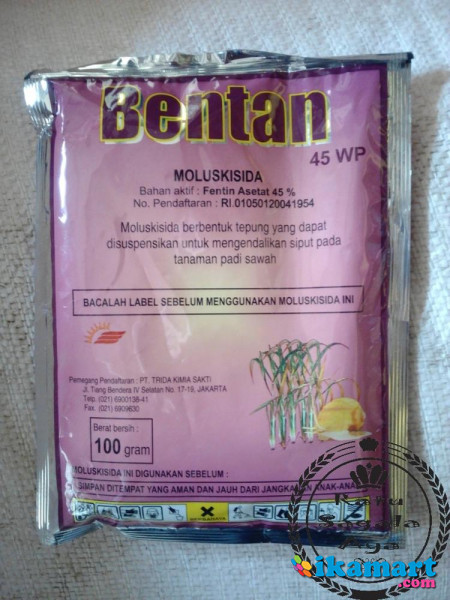 Bentan
45 WP
MOLUSKISIDA
Bahan aktif : Fentin Asetat 45 %
No. Pendaftaran : RI.01050120041954
Moluskisida berbentuk tepung yang dapat
disuspensikan untuk mengendalikan siput pada
tanaman padi sawah
BACALAH LABEL SEBELUM MENGGUNAKAN MOLUSKISIDA INI
Pemegang Pendaftaran : PT. TRIDA KIMIA SAKTI
Jl. Tiang Bendera IV Selatan No. 17-19, JAKARTA
Telp. (021) 6900138-41
Fax. (021) 6909630
Berat bersih :
100 gram
MOLUSKISIDA INI DIGUNAKAN SEBELUM :
SIMPAN DITEMPAT YANG AMAN DAN JAUH DARI JANGKAUAN ANAK-ANAK
ikamart
.com